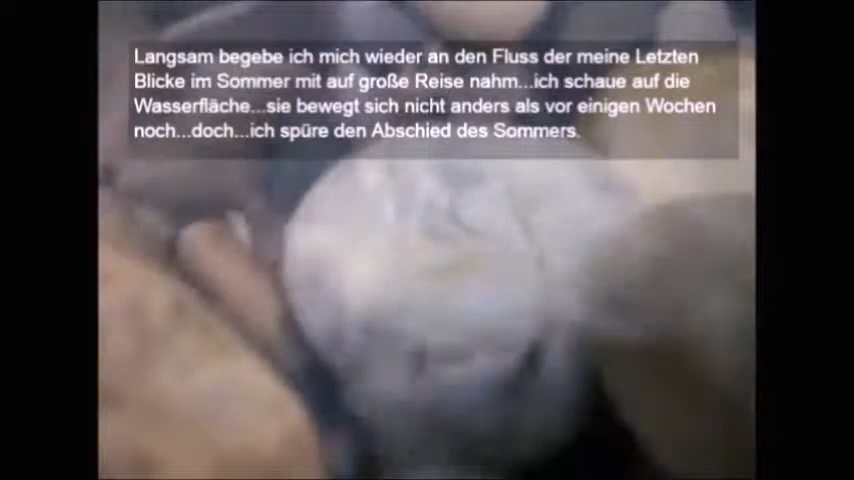 Langsam begebe ich mich wieder an den Fluss der meine Letzten
Blicke im Sommer mit auf große Reise nahm...ich schaue auf die
Wasserfläche...sie bewegt sich nicht anders als vor einigen Wochen
noch...doch...ich spüre den Abschied des Sommers.